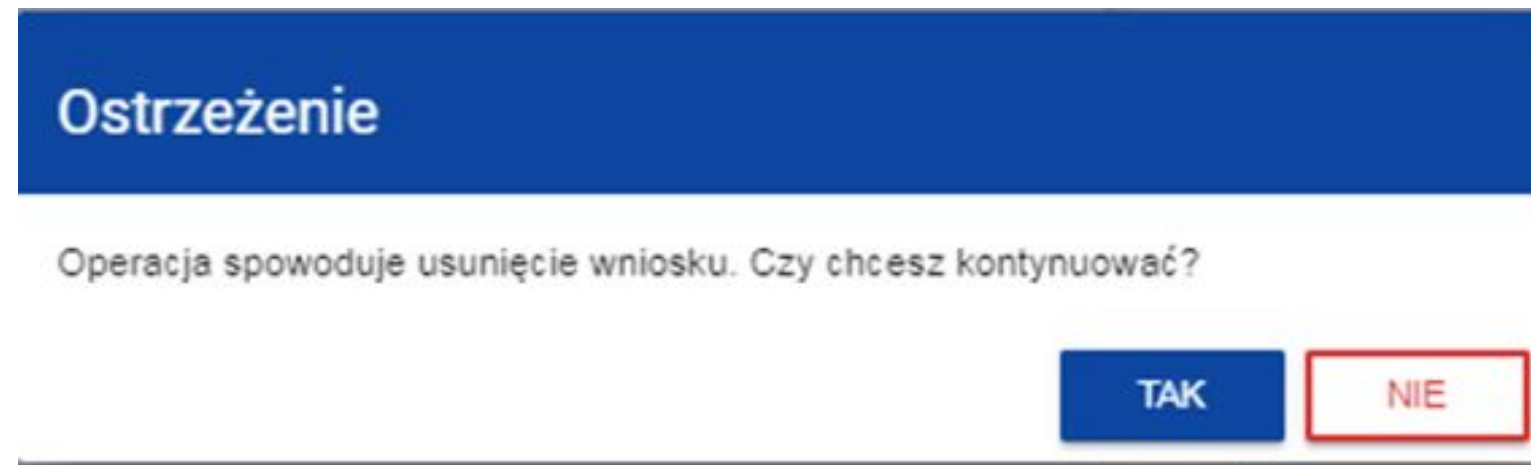 Ostrzeżenie
Operacja spowoduje usunięcie wniosku. Czy chcesz kontynuować?
TAK NIE